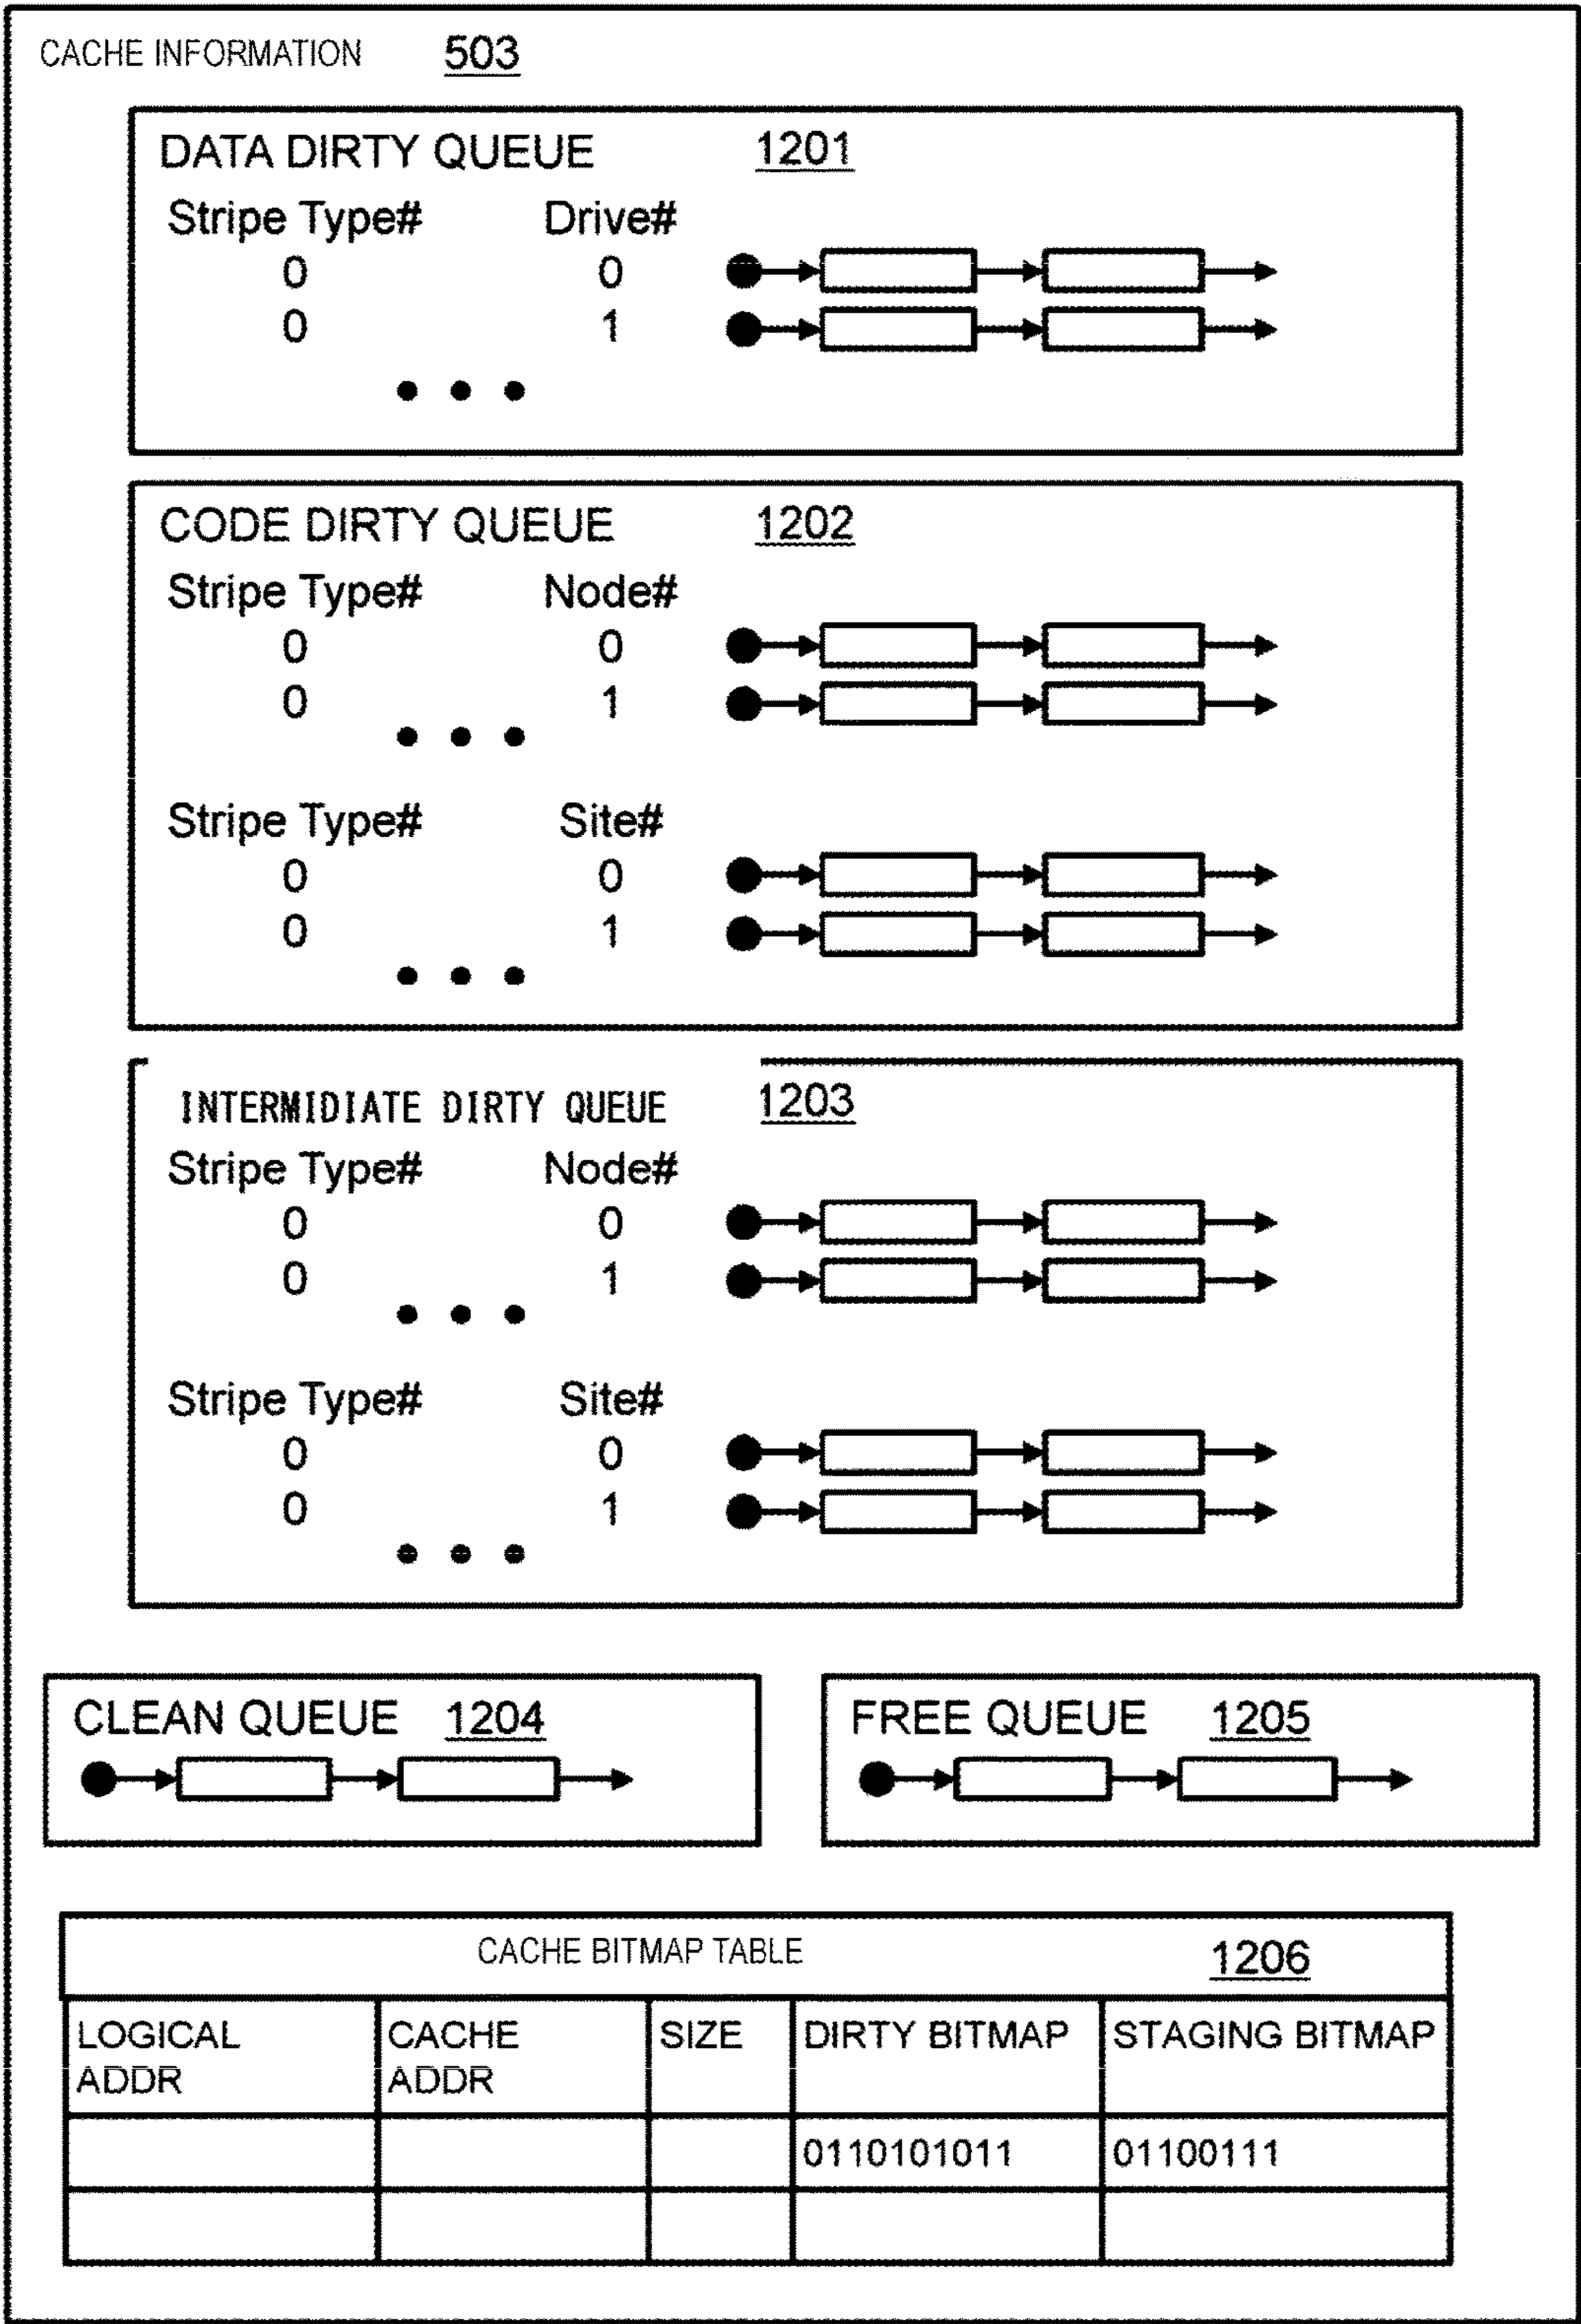 CACHE INFORMATION 503
DATA DIRTY QUEUE 1201
Stripe Type# Drive#
0 0
0 1
CODE DIRTY QUEUE 1202
Stripe Type# Node#
0 0
0 1
Stripe Type# Site#
0 0
0 1
INTERMIDIATE DIRTY QUEUE 1203
Stripe Type# Node#
0 0
0 1
Stripe Type# Site#
0 0
0 1
CLEAN QUEUE 1204 FREE QUEUE 1205
CACHE BITMAP TABLE 1206
LOGICAL CACHE SIZE DIRTY BITMAP STAGING BITMAP
ADDR ADDR
0110101011 01100111